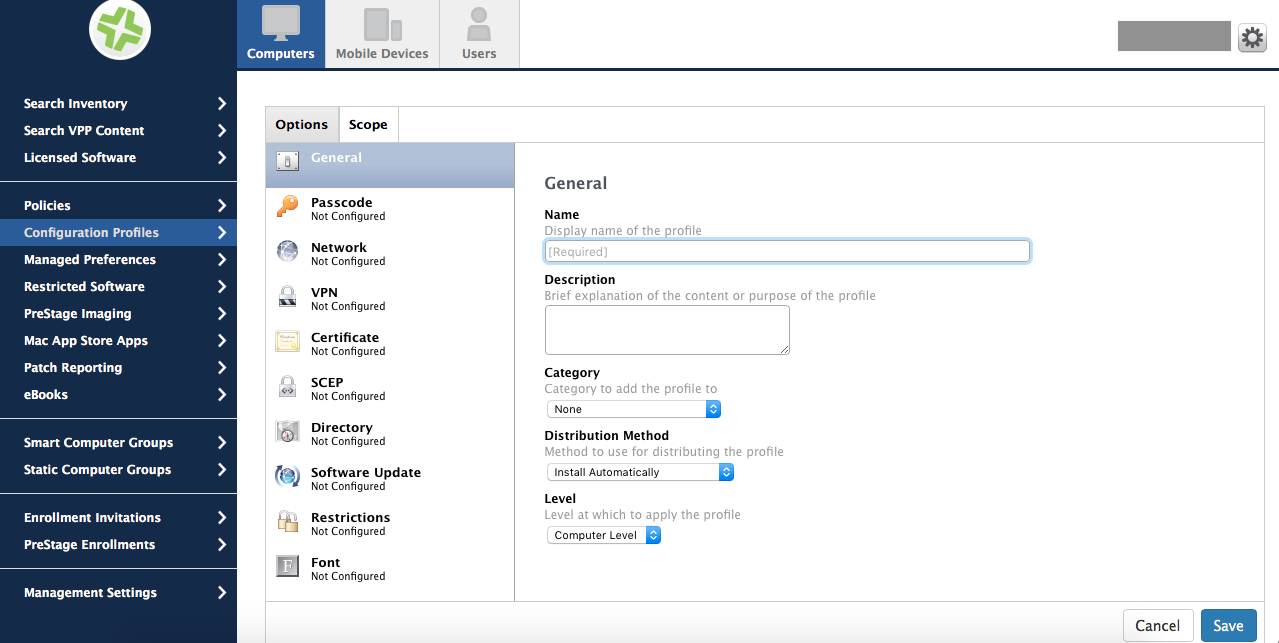 Computers
Mobile Devices
Users
Search Inventory
Search VPP Content
Licensed Software
Policies
Configuration Profiles
Managed Preferences
Restricted Software
PreStage Imaging
Mac App Store Apps
Patch Reporting
eBooks
Smart Computer Groups
Static Computer Groups
Enrollment Invitations
PreStage Enrollments
Management Settings
Options
Scope
General
Passcode
Not Configured
Network
Not Configured
VPN
Not Configured
Certificate
Not Configured
SCEP
Not Configured
Directory
Not Configured
Software Update
Not Configured
Restrictions
Not Configured
F
Font
Not Configured
General
Name
Display name of the profile
[Required]
Description
Brief explanation of the content or purpose of the profile
Category
Category to add the profile to
None
Distribution Method
Method to use for distributing the profile
Install Automatically
Level
Level at which to apply the profile
Computer Level
Cancel
Save